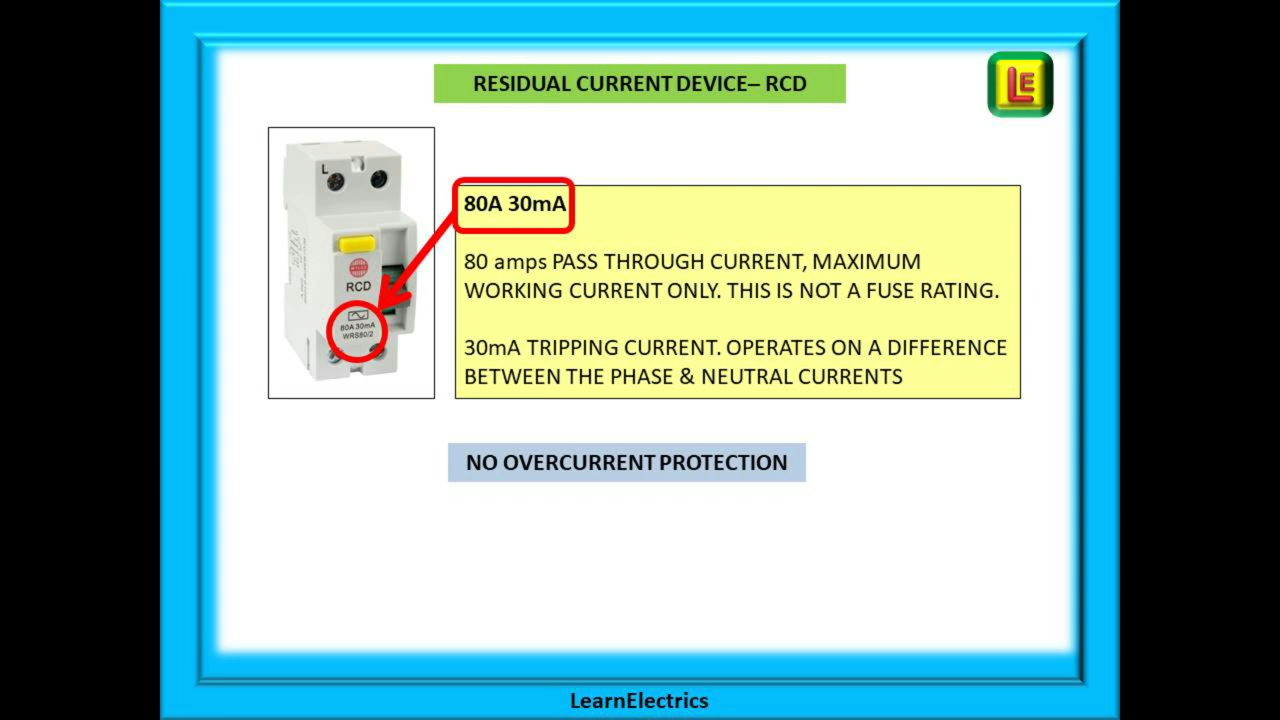 RESIDUAL CURRENT DEVICE– RCD
LE
L
RCD
80A 30mA
WRS80/2
80A 30mA
80 amps PASS THROUGH CURRENT, MAXIMUM
WORKING CURRENT ONLY. THIS IS NOT A FUSE RATING.
30mA TRIPPING CURRENT. OPERATES ON A DIFFERENCE
BETWEEN THE PHASE & NEUTRAL CURRENTS
NO OVERCURRENT PROTECTION
LearnElectrics